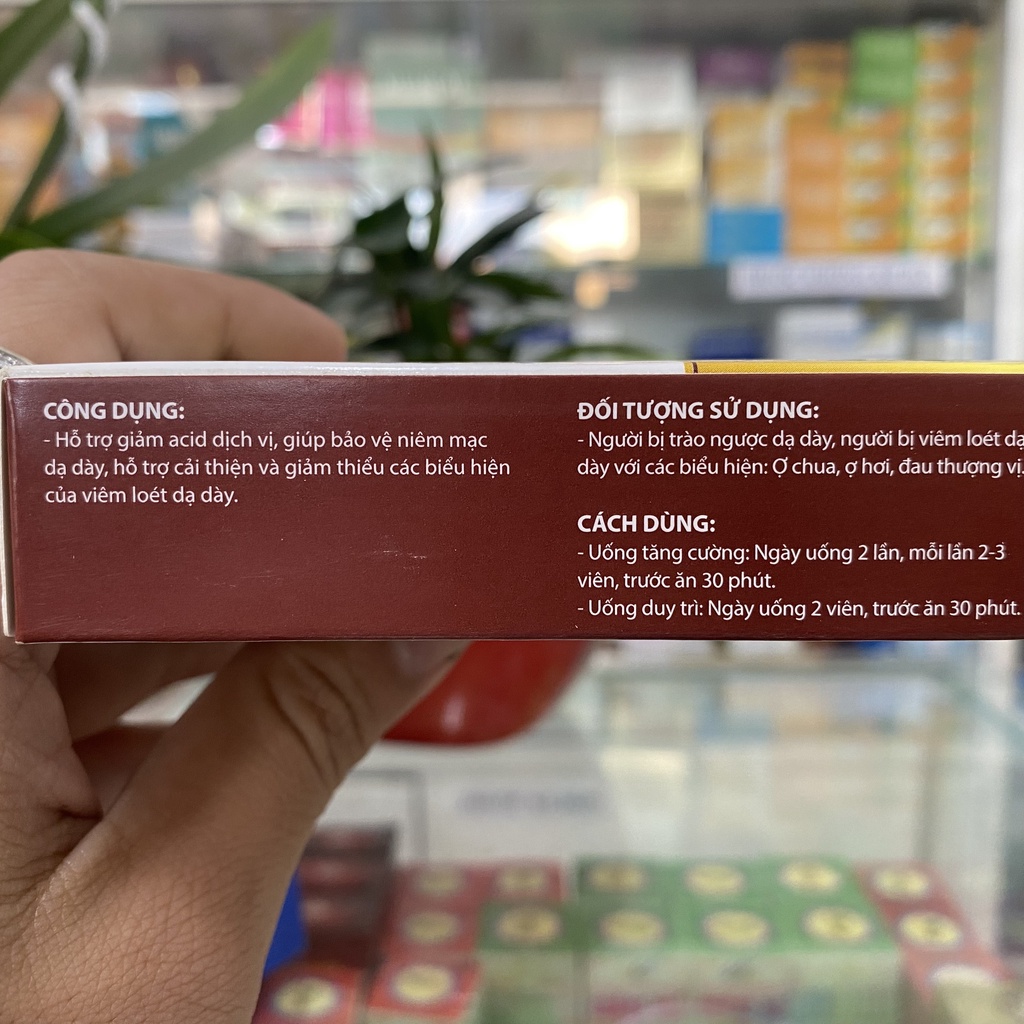 CÔNG DỤNG:
- Hỗ trợ giảm acid dịch vị, giúp bảo vệ niêm mạc
dạ dày, hỗ trợ cải thiện và giảm thiểu các biểu hiện
của viêm loét dạ dày.
ĐỐI TƯỢNG SỬ DỤNG:
- Người bị trào ngược dạ dày, người bị viêm loét dạ
dày với các biểu hiện: Ợ chua, ợ hơi, đau thượng vị.
CÁCH DÙNG:
- Uống tăng cường: Ngày uống 2 lần, mỗi lần 2-3
viên, trước ăn 30 phút.
- Uống duy trì: Ngày uống 2 viên, trước ăn 30 phút.